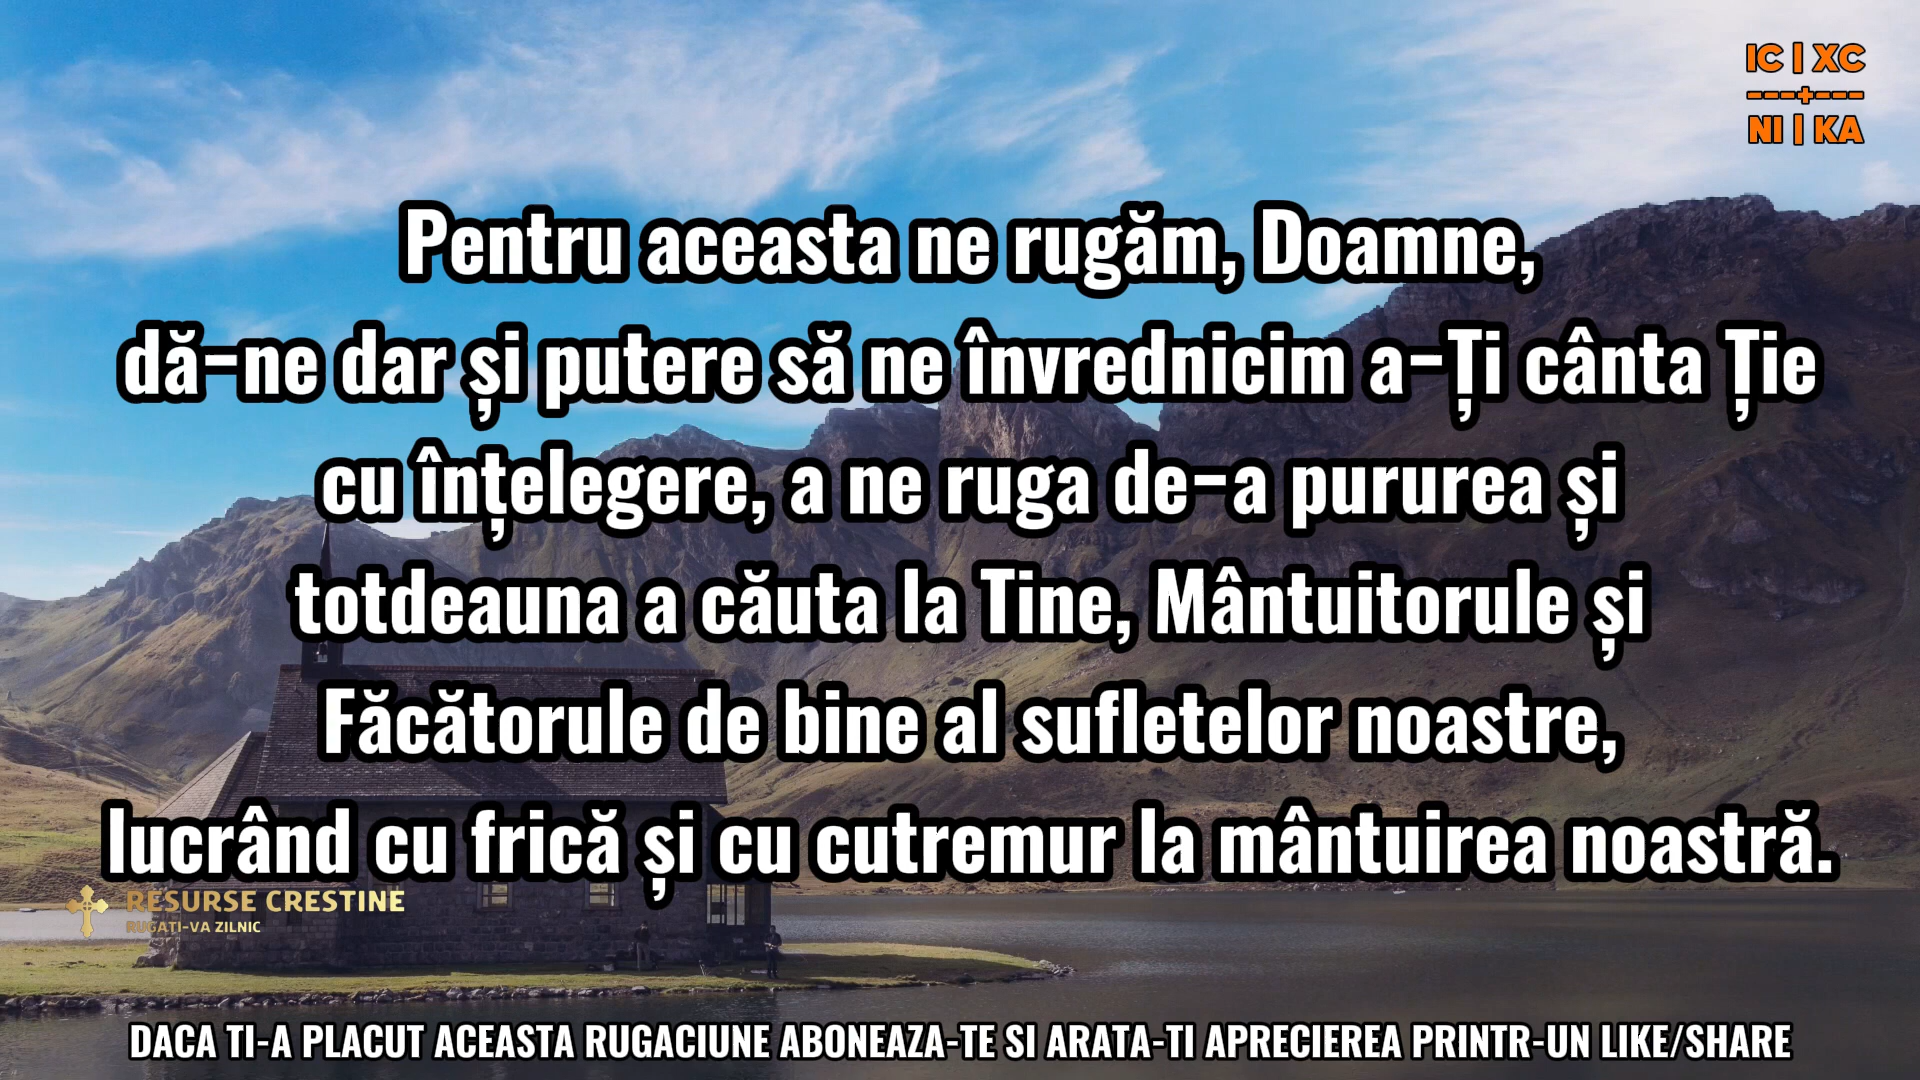 IC | XC
---+---
NI | KA
Pentru aceasta ne rugăm, Doamne,
dă-ne dar și putere să ne învrednicim a-Ți cânta Ție
cu înțelegere, a ne ruga de-a pururea și
totdeauna a căuta la Tine, Mântuitorule și
Făcătorule de bine al sufletelor noastre,
lucrând cu frică și cu cutremur la mântuirea noastră.
RESURSE CRESTINE
RUGATI-VA ZILNIC
DACA TI-A PLACUT ACEASTA RUGACIUNE ABONEAZA-TE SI ARATA-TI APRECIEREA PRINTR-UN LIKE/SHARE